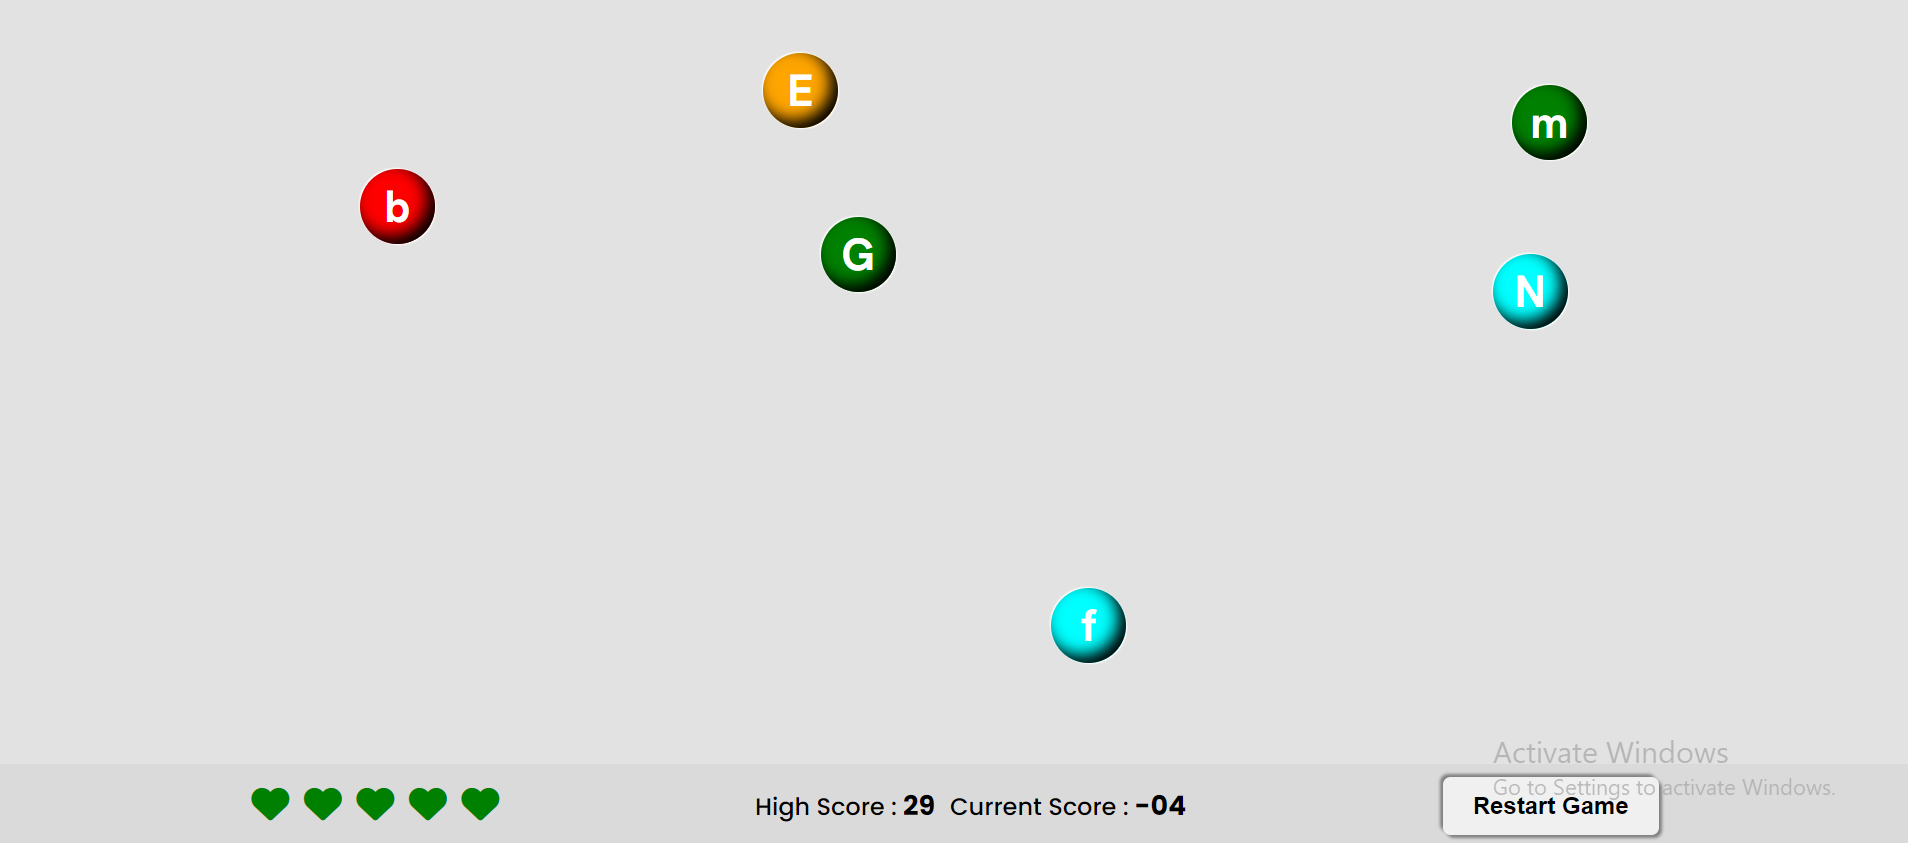 E
m
b
G
N
f
Activate Windows
Go to Settings to activate Windows.
High Score : 29 Current Score : -04
Restart Game